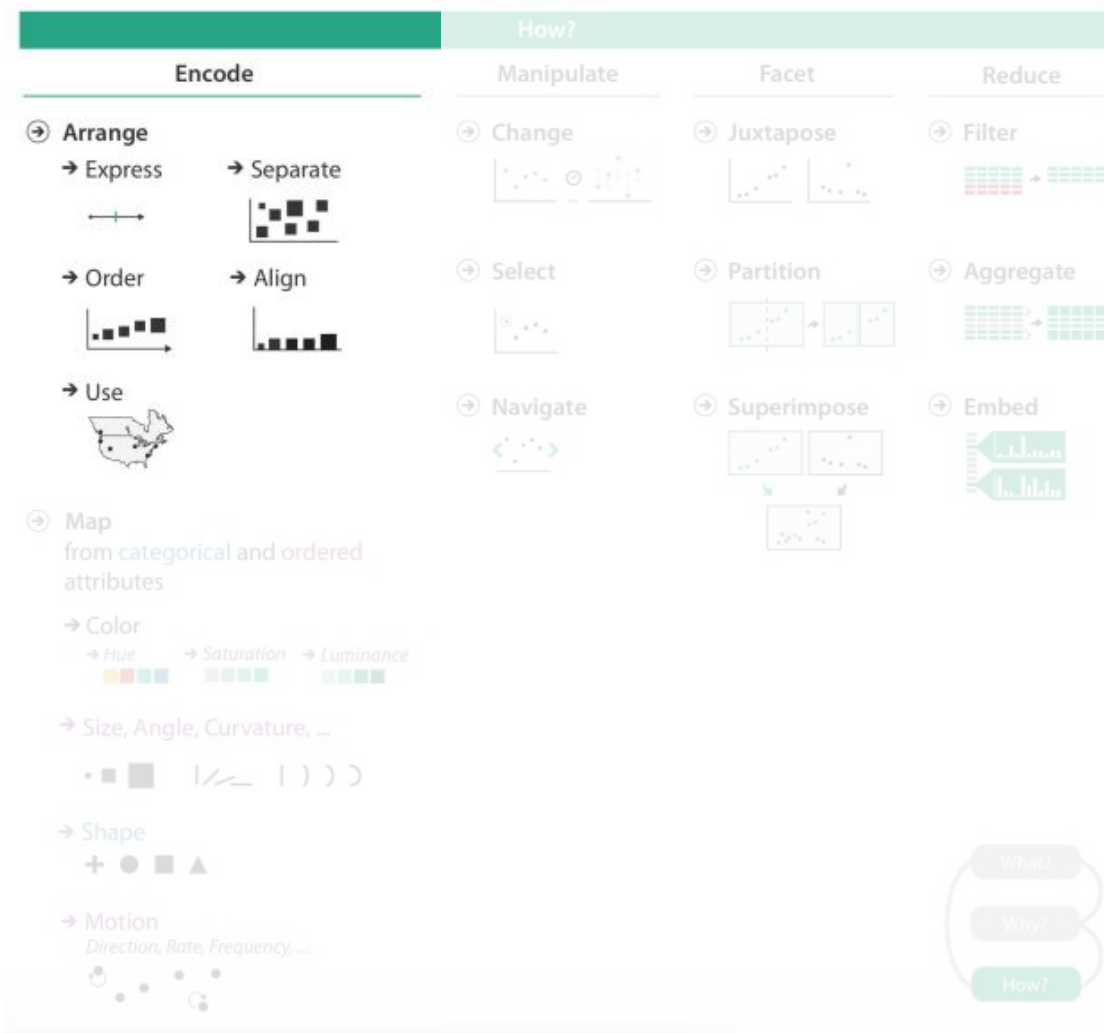 How?
Encode
Manipulate
Facet
Reduce
Arrange
Express
Separate
Order
Align
Use
Map
from categorical and ordered
attributes
Color
Hue
Saturation
Luminance
Size, Angle, Curvature, ...
Shape
Motion
Direction, Rate, Frequency, ...
Change
...
Select
Navigate
Juxtapose
Partition
Superimpose
Filter
Aggregate
Embed
What?
Why?
How?